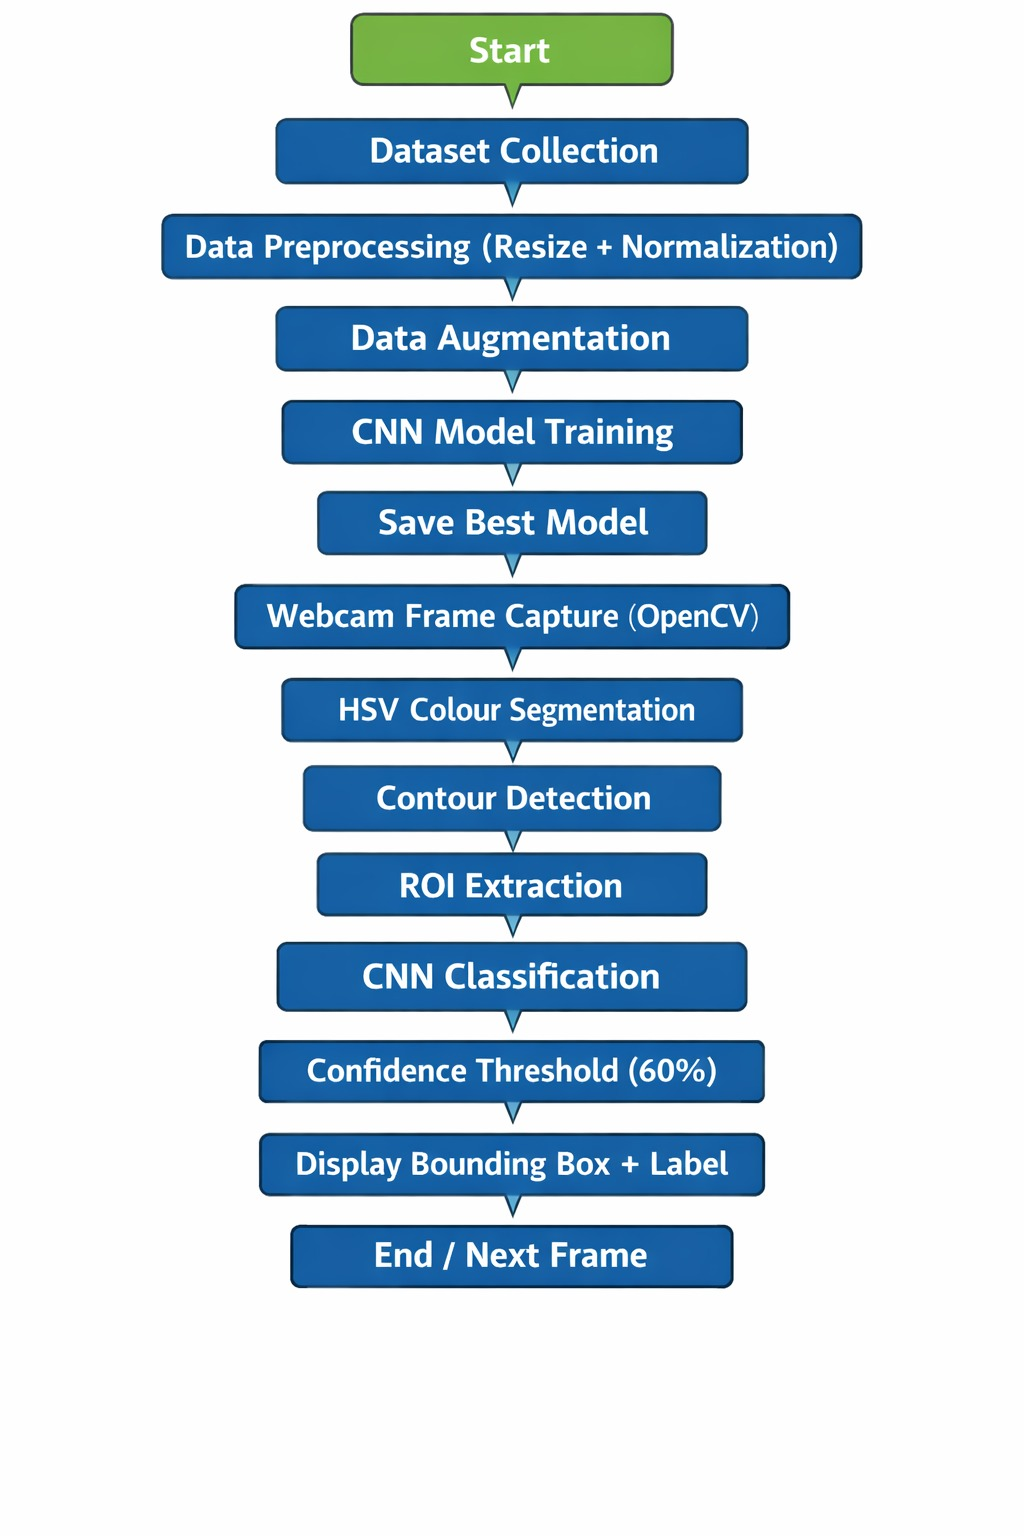 Start
Dataset Collection
Data Preprocessing (Resize + Normalization)
Data Augmentation
CNN Model Training
Save Best Model
Webcam Frame Capture (OpenCV)
HSV Colour Segmentation
Contour Detection
ROI Extraction
CNN Classification
Confidence Threshold (60%)
Display Bounding Box + Label
End / Next Frame